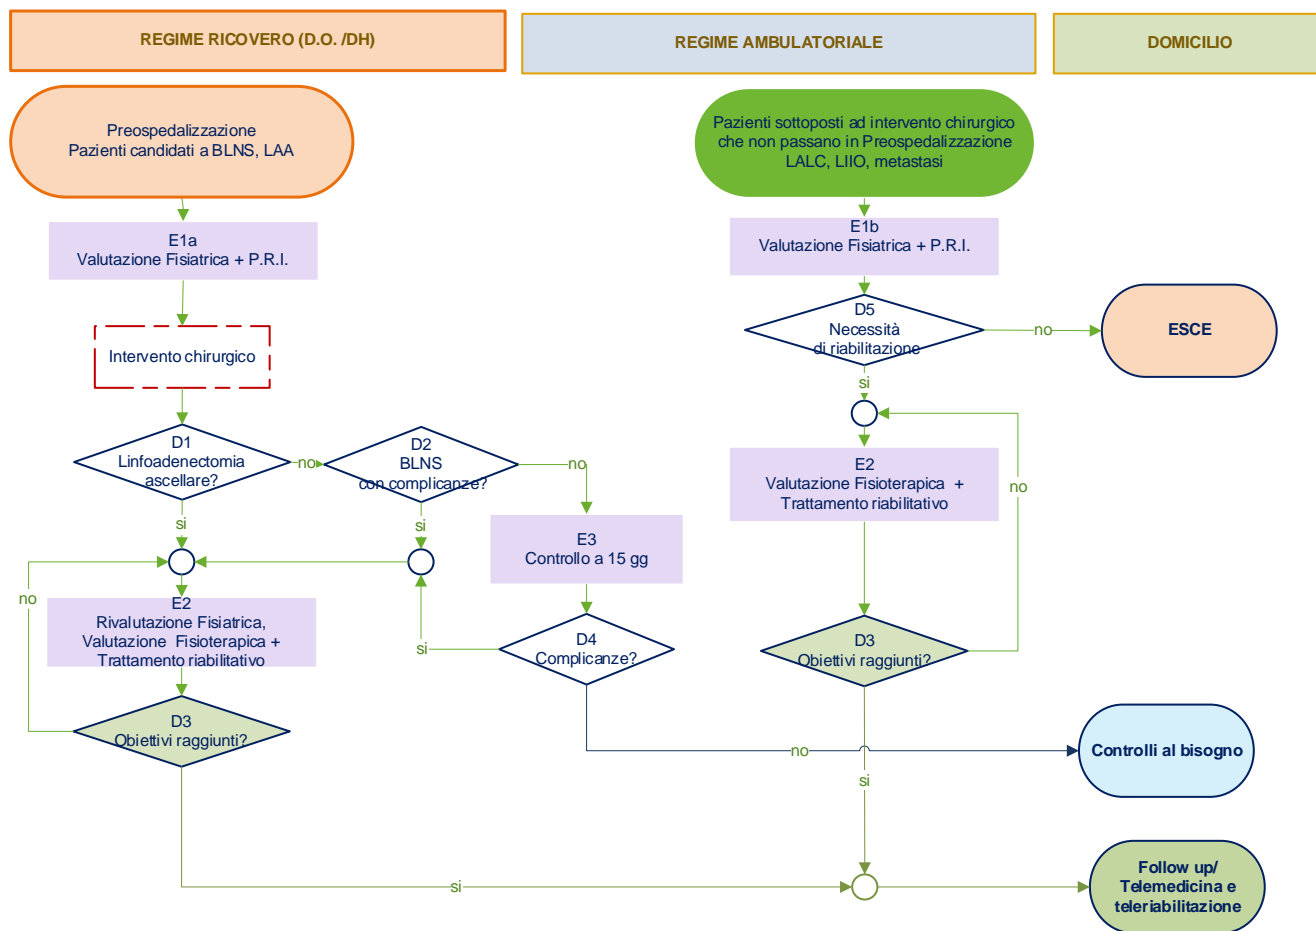 REGIME RICOVERO (D.O. /DH)
REGIME AMBULATORIALE
DOMICILIO
Preospedalizzazione
Pazienti candidati a BLNS, LAA
Pazienti sottoposti ad intervento chirurgico
che non passano in Preospedalizzazione
LALC, LIIO, metastasi
E1a
Valutazione Fisiatrica + P.R.I.
E1b
Valutazione Fisiatrica + P.R.I.
Intervento chirurgico
D5
Necessità
di riabilitazione
no
ESCE
si
D1
Linfoadenectomia
ascellare?
no
D2
BLNS
con complicanze?
no
si
si
E2
Valutazione Fisioterapica +
Trattamento riabilitativo
no
E3
Controllo a 15 gg
no
E2
Rivalutazione Fisiatrica,
Valutazione Fisioterapica +
Trattamento riabilitativo
si
D4
Complicanze?
D3
Obiettivi raggiunti?
D3
Obiettivi raggiunti?
no
Controlli al bisogno
si
si
Follow up/
Telemedicina e
teleriabilitazione